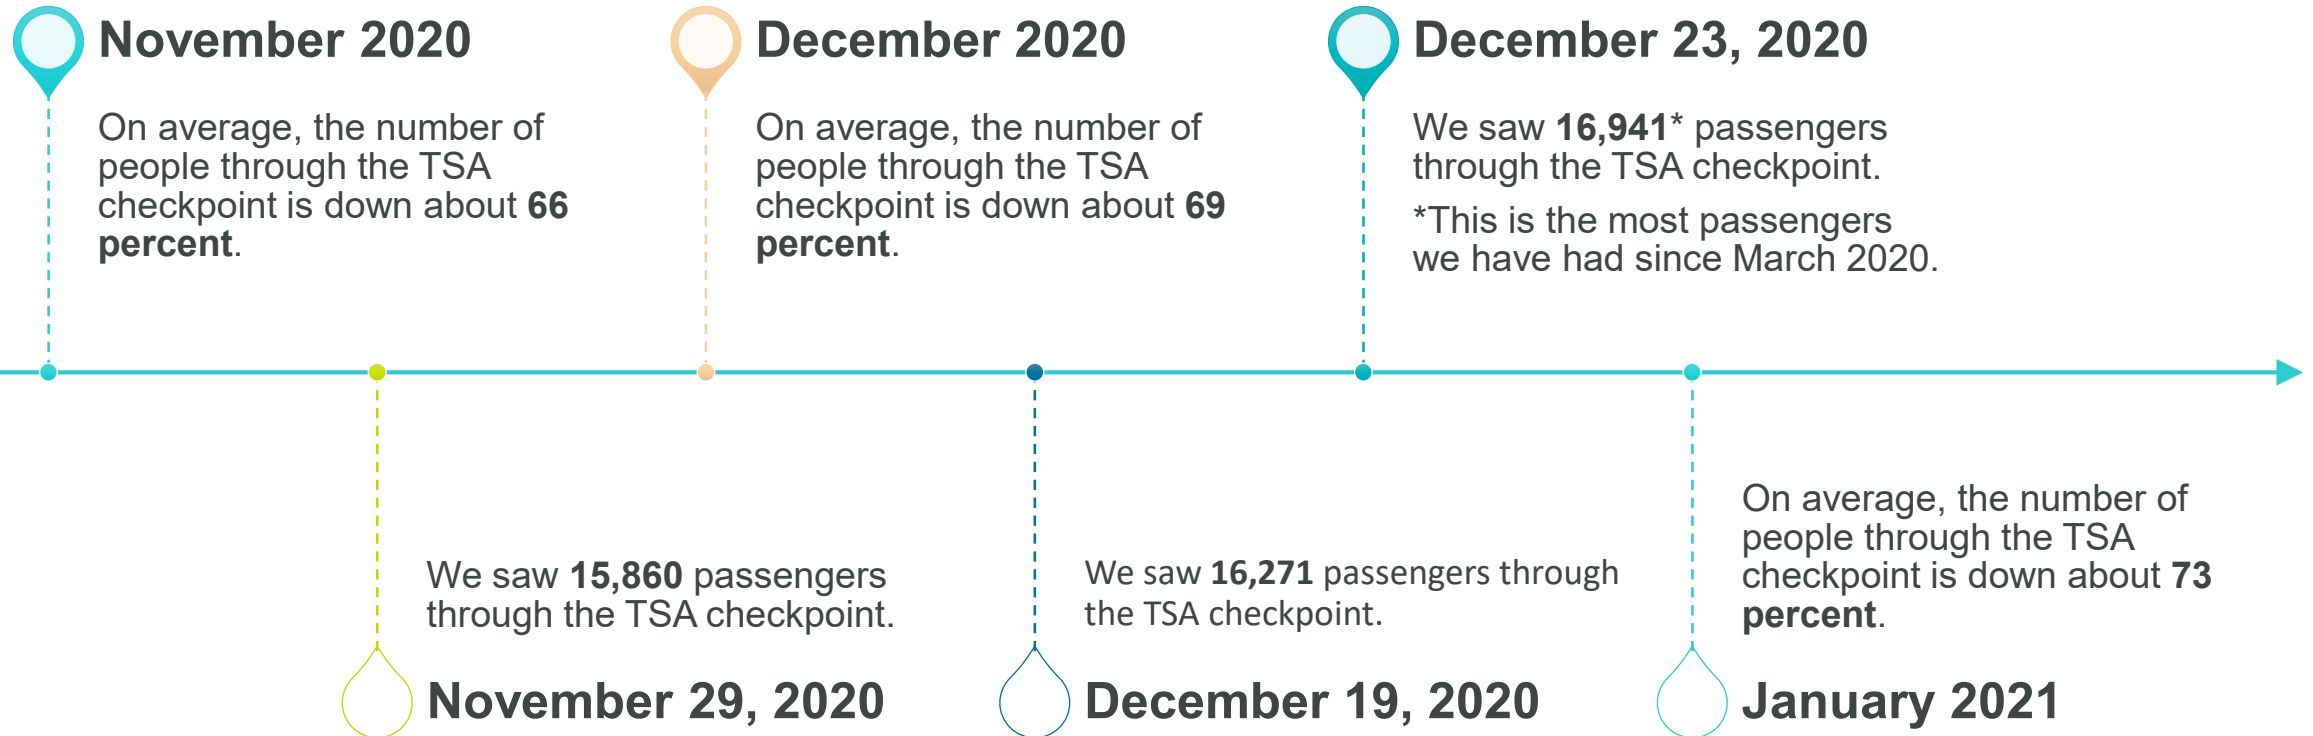 November 2020
On average, the number of
people through the TSA
checkpoint is down about 66
percent.
December 2020
On average, the number of
people through the TSA
checkpoint is down about 69
percent.
December 23, 2020
We saw 16,941* passengers
through the TSA checkpoint.
*This is the most passengers
we have had since March 2020.
We saw 15,860 passengers
through the TSA checkpoint.
November 29, 2020
We saw 16,271 passengers through
the TSA checkpoint.
December 19, 2020
On average, the number of
people through the TSA
checkpoint is down about 73
percent.
January 2021